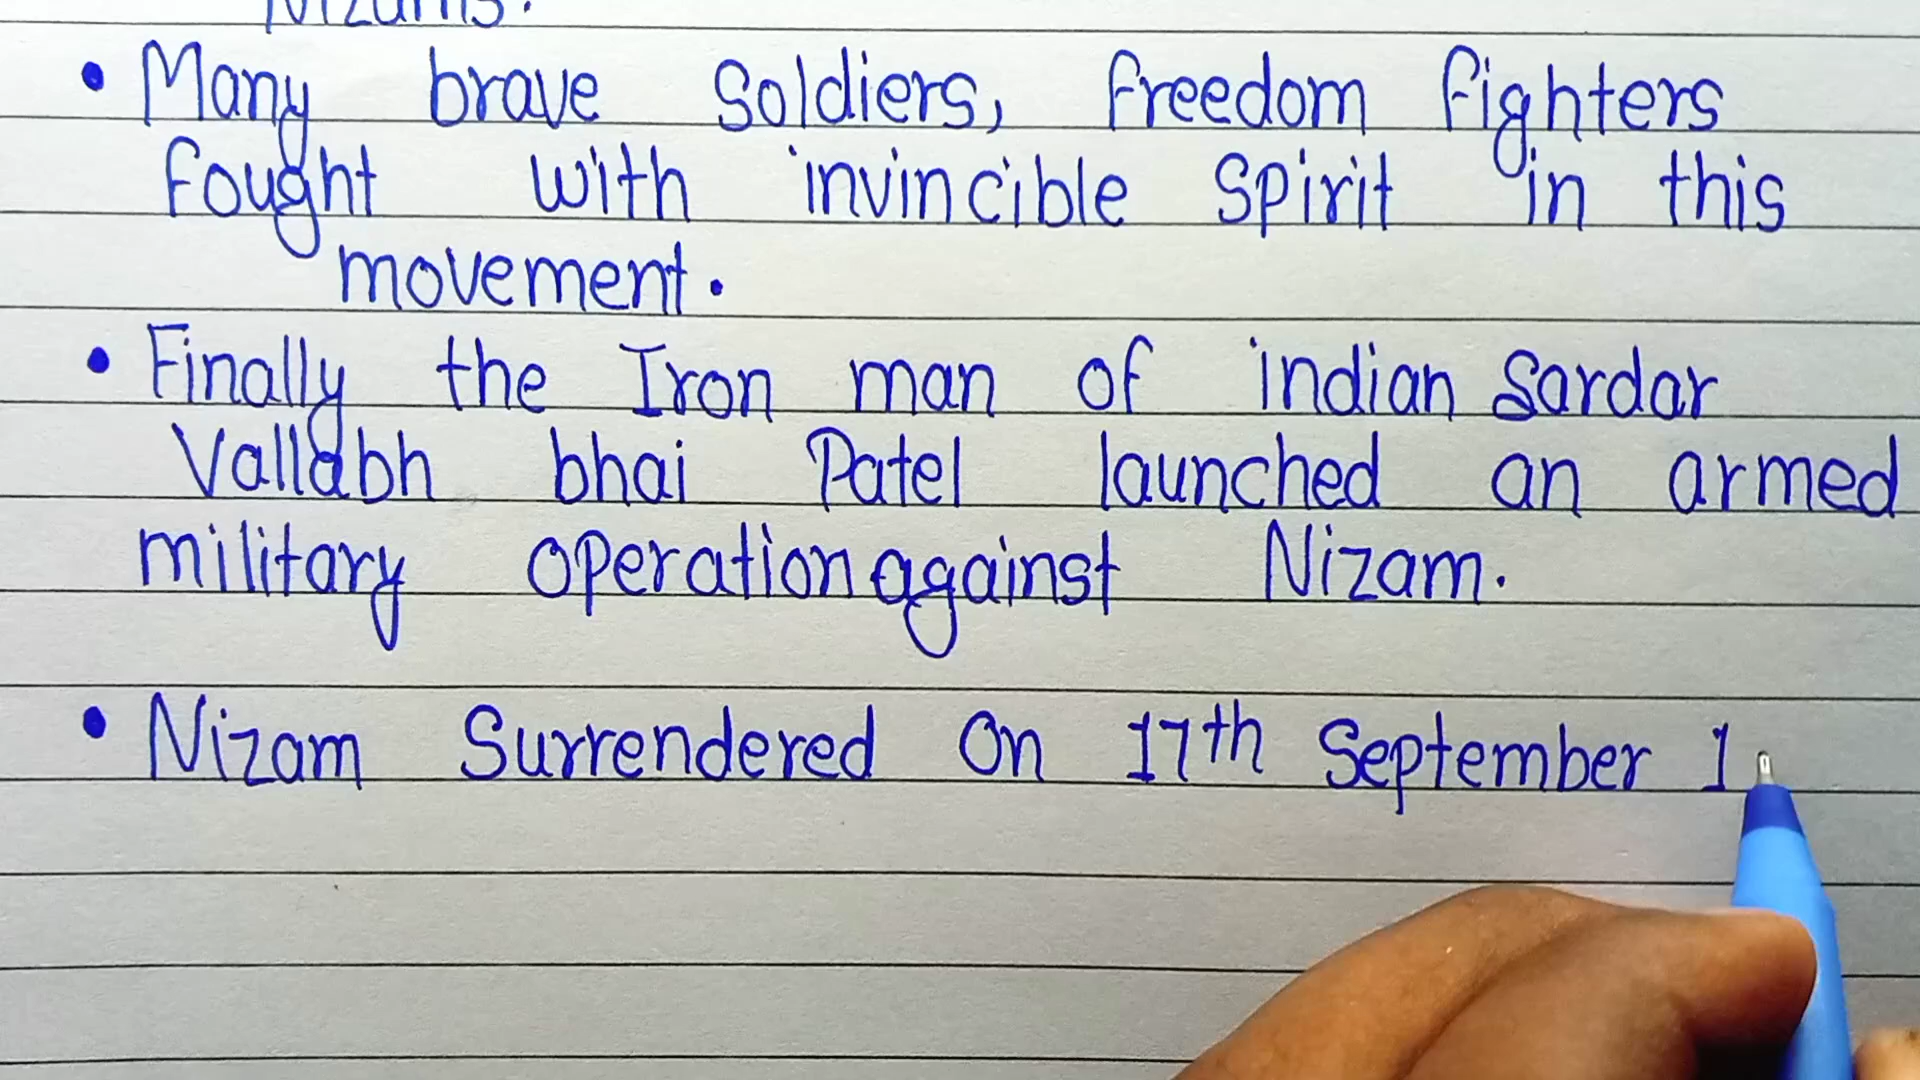 Nizams.
• Many brave Soldiers, freedom fighters
fought with invincible Spirit in this
movement.
• Finally the Iron man of indian Sardar
Vallabh bhai Patel launched an armed
military operation against Nizam.
• Nizam Surrendered On 17th September 1